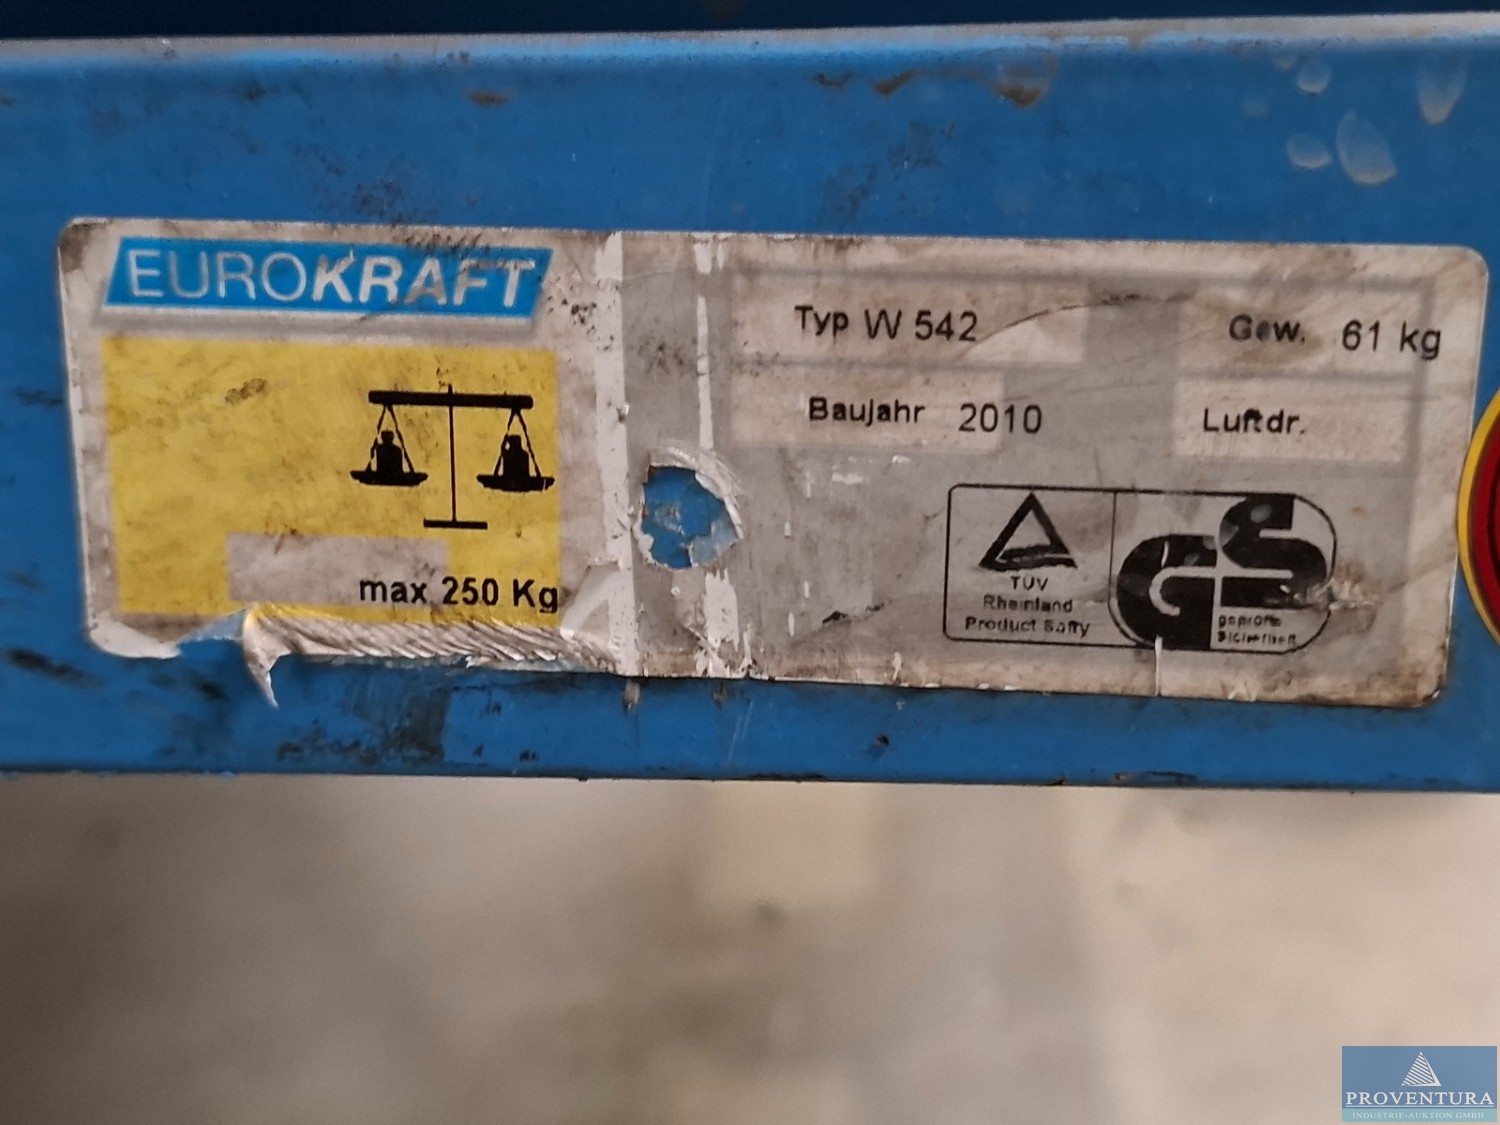 EUROKRAFT
max 250 Kg
Typ W 542
Gew. 61 kg
Baujahr 2010
Luftdr.
TÜV
Rheinland
Product Safty
GS
geprüfte
Sicherheit
PROVENTURA
INDUSTRIE-AUKTION GMBH